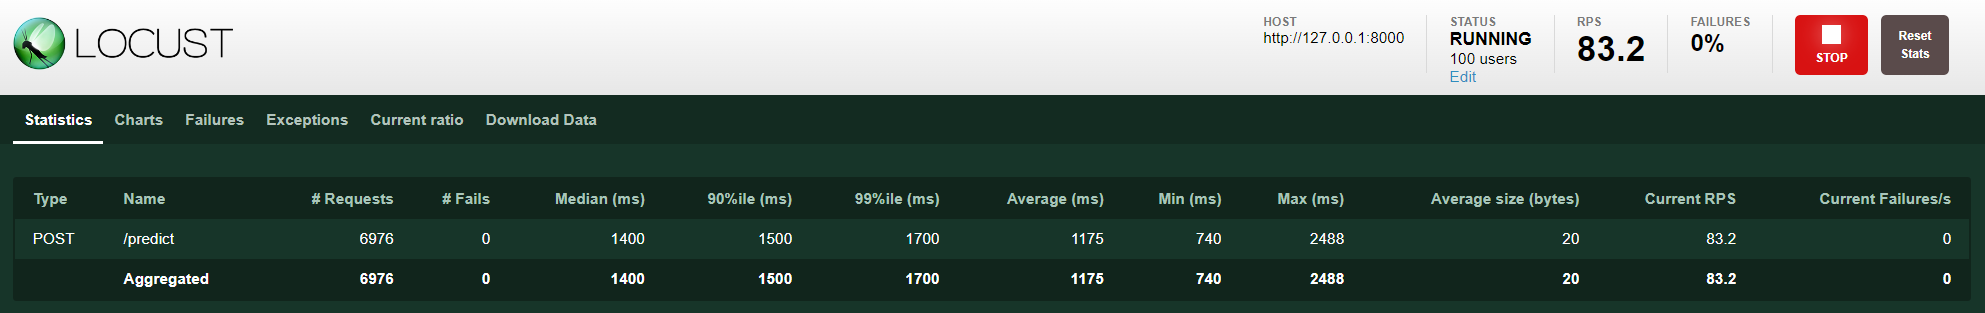 LOCUST
HOST
http://127.0.0.1:8000
STATUS
RUNNING
100 users
Edit
RPS
83.2
FAILURES
0%
STOP
Reset
Stats
Statistics Charts Failures Exceptions Current ratio Download Data
Type Name # Requests # Fails Median (ms) 90%ile (ms) 99%ile (ms) Average (ms) Min (ms) Max (ms) Average size (bytes) Current RPS Current Failures/s
POST /predict 6976 0 1400 1500 1700 1175 740 2488 20 83.2 0
Aggregated 6976 0 1400 1500 1700 1175 740 2488 20 83.2 0